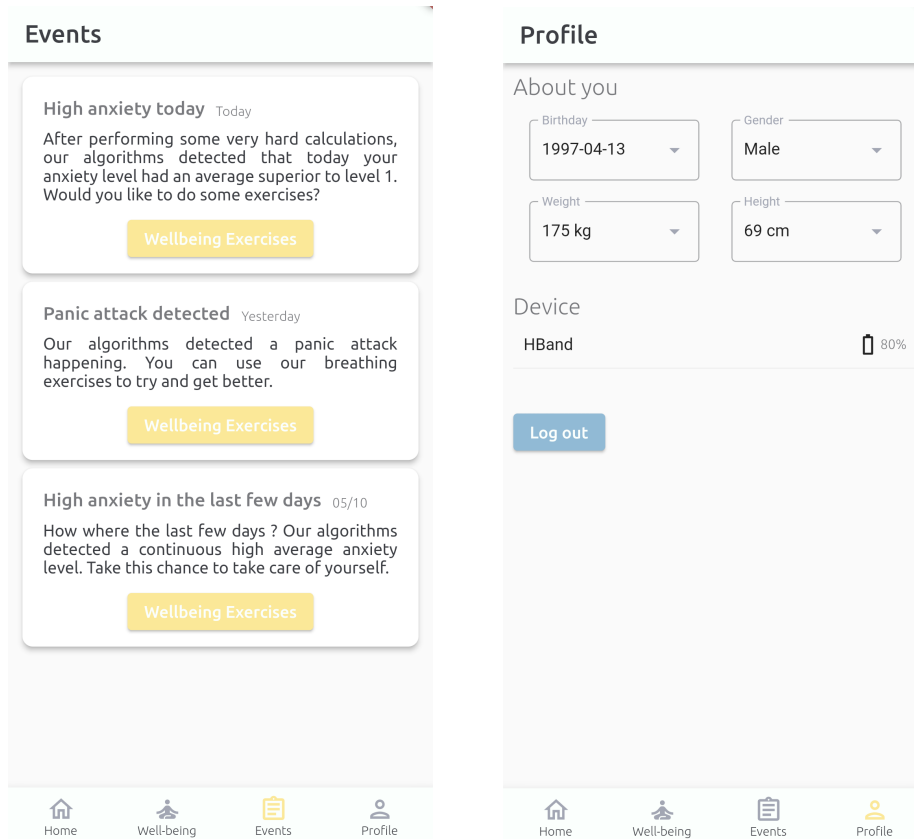 Events
High anxiety today Today
After performing some very hard calculations,
our algorithms detected that today your
anxiety level had an average superior to level 1.
Would you like to do some exercises?
Wellbeing Exercises
Panic attack detected Yesterday
Our algorithms detected a panic attack
happening. You can use our breathing
exercises to try and get better.
Wellbeing Exercises
High anxiety in the last few days 05/10
How where the last few days ? Our algorithms
detected a continuous high average anxiety
level. Take this chance to take care of yourself.
Wellbeing Exercises
Home Well-being Events Profile
Profile
About you
Birthday Gender
1997-04-13 Male
Weight Height
175 kg 69 cm
Device
HBand 80%
Log out
Home Well-being Events Profile